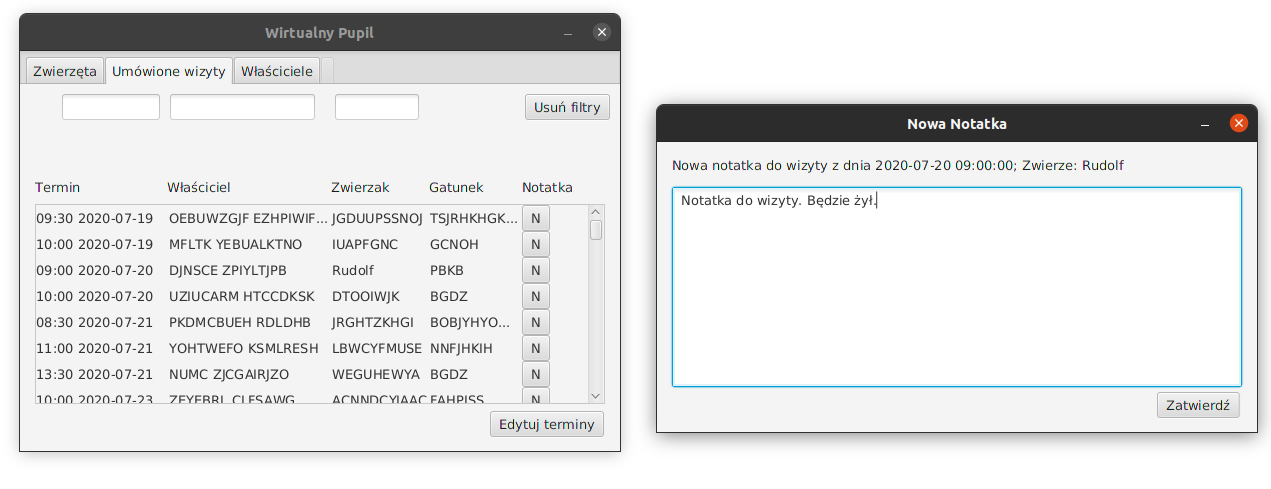 Wirtualny Pupil
Zwierzęta Umówione wizyty Właściciele
Usuń filtry
Termin Właściciel Zwierzak Gatunek Notatka
09:30 2020-07-19 OEBUWZGJF EZHPIWIF... JGDUUPSSNOJ TSJRHKHGK... N
10:00 2020-07-19 MFLTK YEBUALKTNO IUAPFGNC GCNOH N
09:00 2020-07-20 DJNSCE ZPIYLTJPB Rudolf PBKB N
10:00 2020-07-20 UZIUCARM HTCCDKSK DTOOIWJK BGDZ N
08:30 2020-07-21 PKDMCBUEH RDLDHB JRGHTZKHGI BOBJYHYO... N
11:00 2020-07-21 YOHTWEFO KSMLRESH LBWCYFMUSE NNFJHKIH N
13:30 2020-07-21 NUMC ZJCGAIRJZO WEGUHEWYA BGDZ N
10:00 2020-07-23 N
Edytuj terminy
Nowa Notatka
Nowa notatka do wizyty z dnia 2020-07-20 09:00:00; Zwierze: Rudolf
Notatka do wizyty. Będzie żył.
Zatwierdź